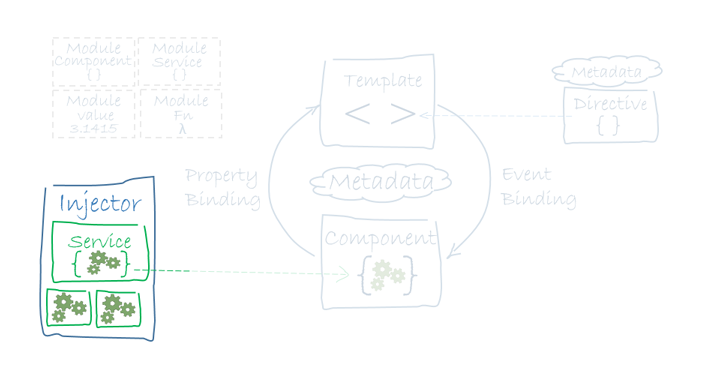 Module
Component
{ }
Module
Service
{ }
Module
value
3.1415
Module
Fn
λ
Template
< >
Metadata
Directive
{ }
Property
Binding
Metadata
Event
Binding
Injector
Service
{ }
Component
{ }